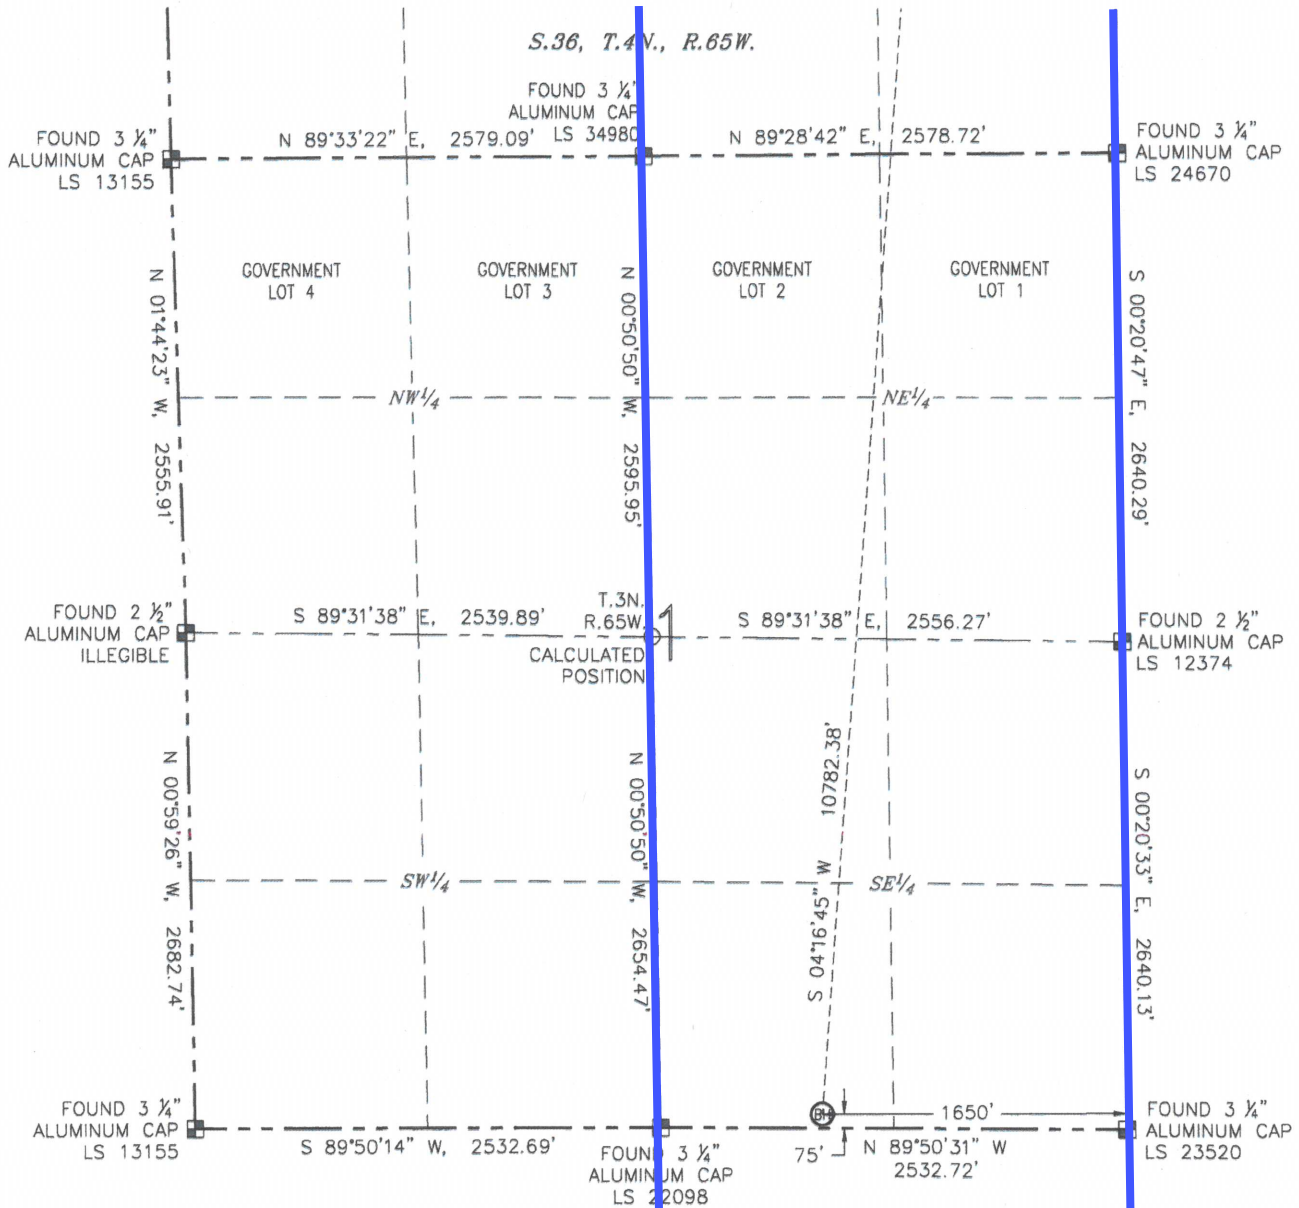 S.36, T.4N., R.65W.
FOUND 3 ¼"
ALUMINUM CAP
LS 34980
FOUND 3 ¼"
ALUMINUM CAP
LS 13155
N 89°33'22" E, 2579.09'
N 89°28'42" E, 2578.72'
FOUND 3 ¼"
ALUMINUM CAP
LS 24670
GOVERNMENT
LOT 4
GOVERNMENT
LOT 3
GOVERNMENT
LOT 2
GOVERNMENT
LOT 1
N 01°44'23" W, 2555.91'
N 00°50'50" W, 2595.95'
S 00°20'47" E, 2640.29'
NW¼
NE¼
FOUND 2 ½"
ALUMINUM CAP
ILLEGIBLE
S 89°31'38" E, 2539.89'
T.3N.
R.65W.
1
CALCULATED
POSITION
S 89°31'38" E, 2556.27'
FOUND 2 ½"
ALUMINUM CAP
LS 12374
N 00°59'26" W, 2682.74'
N 00°50'50" W, 2654.47'
S 04°16'45" W 10782.38'
S 00°20'33" E, 2640.13'
SW¼
SE¼
FOUND 3 ¼"
ALUMINUM CAP
LS 13155
S 89°50'14" W, 2532.69'
FOUND 3 ¼"
ALUMINUM CAP
LS 22098
BH
1650'
75'
N 89°50'31" W
2532.72'
FOUND 3 ¼"
ALUMINUM CAP
LS 23520